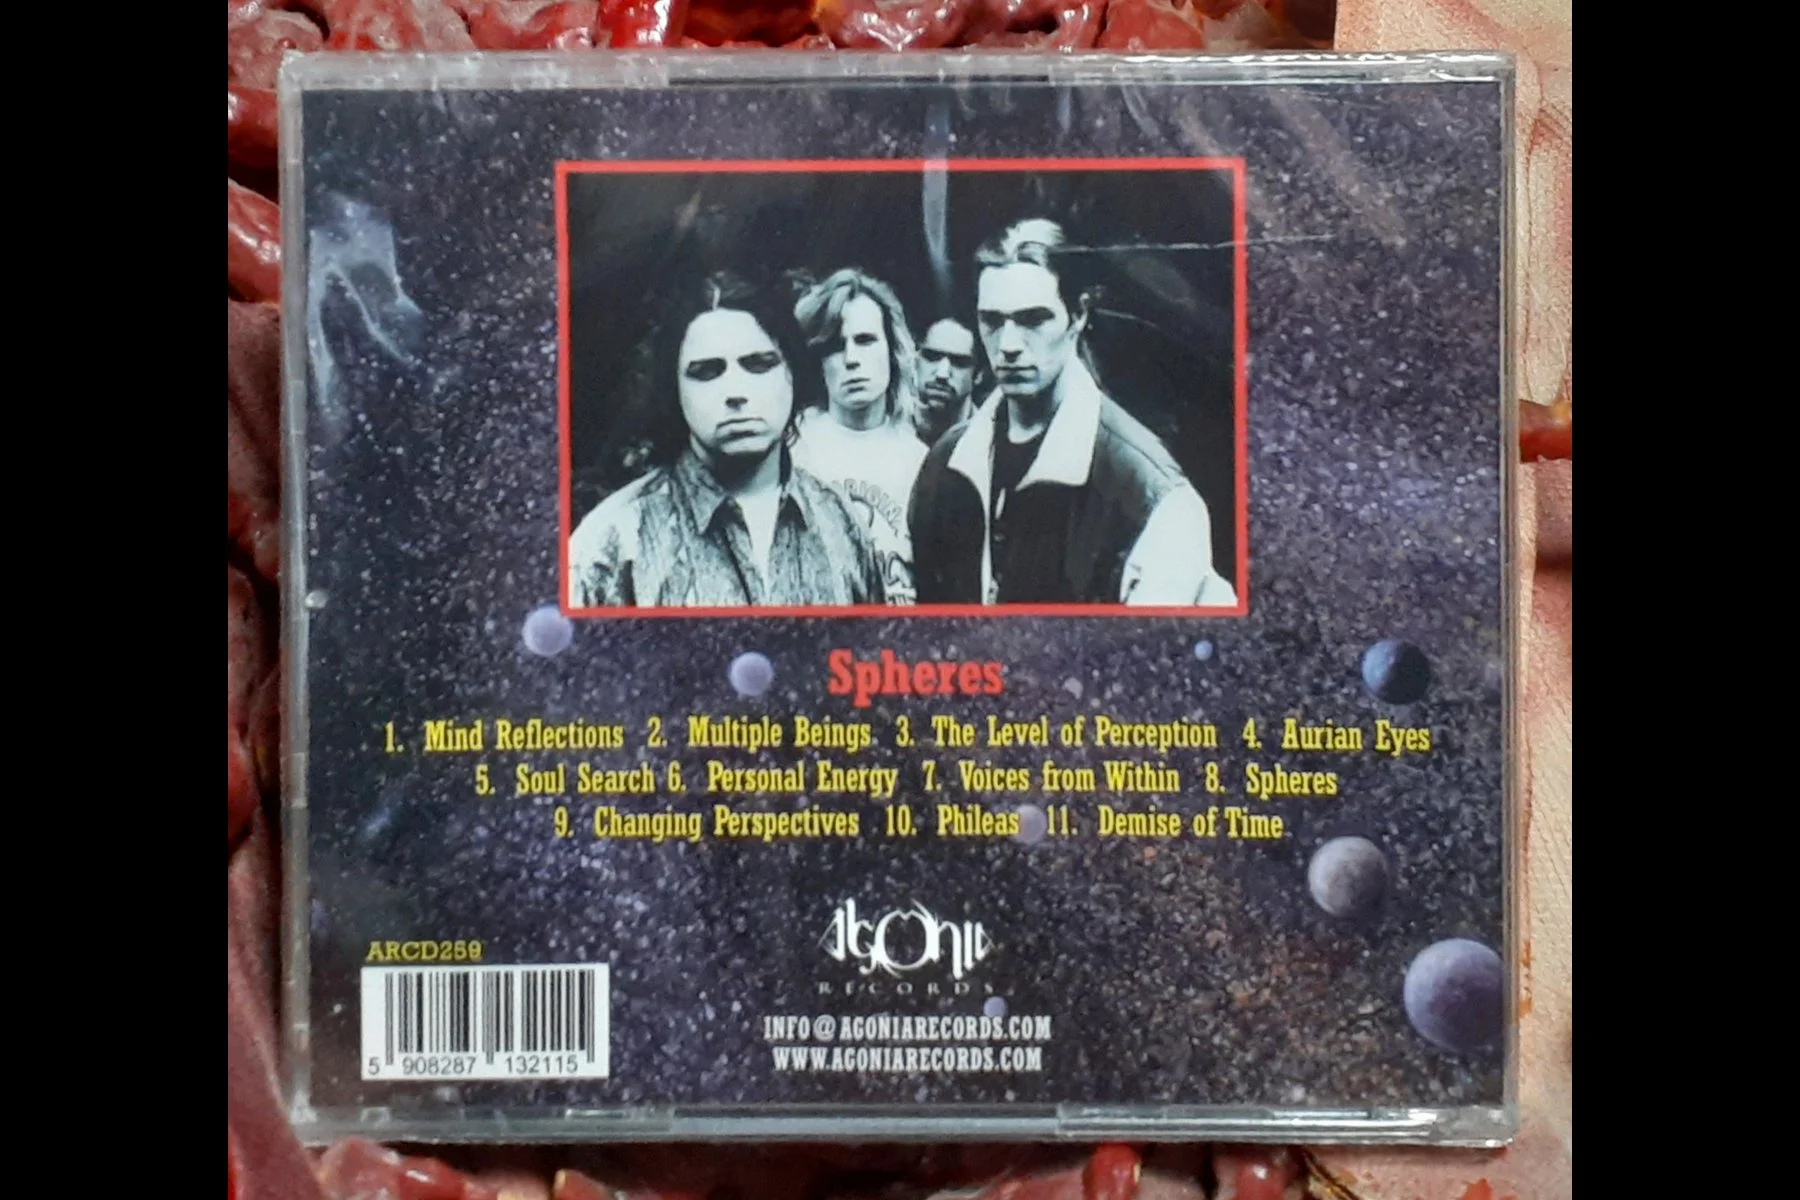 ORIGIN
Spheres
1. Mind Reflections 2. Multiple Beings 3. The Level of Perception 4. Aurian Eyes
5. Soul Search 6. Personal Energy 7. Voices from Within 8. Spheres
9. Changing Perspectives 10. Phileas 11. Demise of Time
ARCD259
5 908287 132115
Agonia
RECORDS
INFO@AGONIARECORDS.COM
WWW.AGONIARECORDS.COM